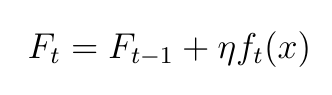 $F_t = F_{t-1} + \eta f_t(x)$